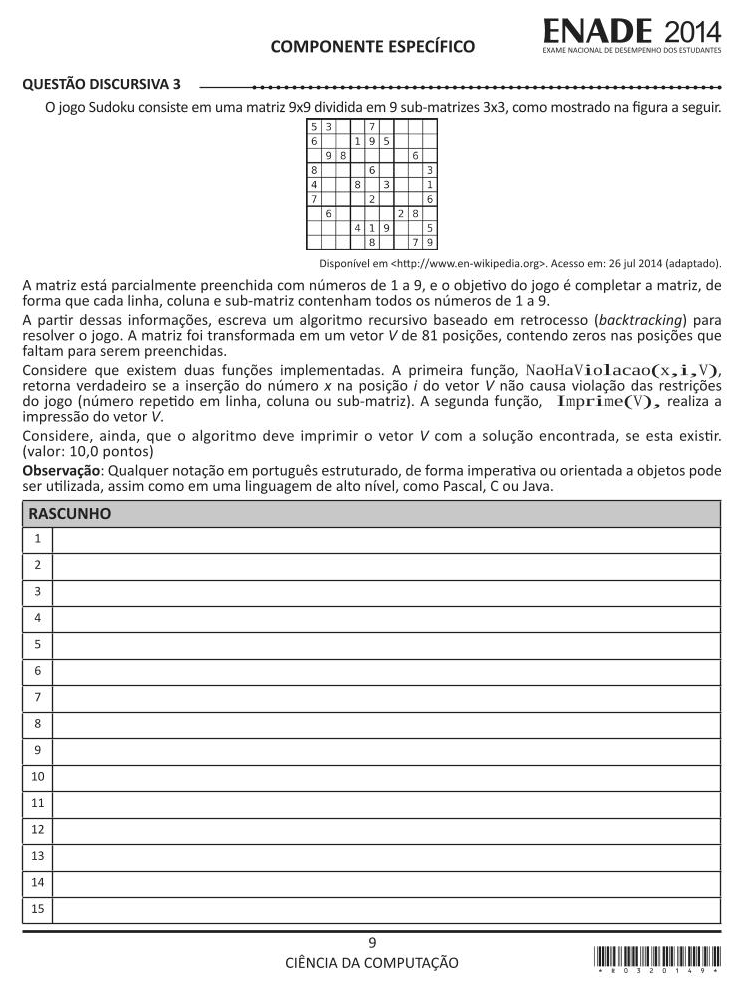 ENADE 2014
EXAME NACIONAL DE DESEMPENHO DOS ESTUDANTES
COMPONENTE ESPECÍFICO
QUESTÃO DISCURSIVA 3
O jogo Sudoku consiste em uma matriz 9x9 dividida em 9 sub-matrizes 3x3, como mostrado na figura a seguir.
5 3 7
6 1 9 5
9 8 6
8 6 3
4 8 3 1
7 2 6
6 2 8
4 1 9 5
8 7 9
Disponível em <http://www.en-wikipedia.org>. Acesso em: 26 jul 2014 (adaptado).
A matriz está parcialmente preenchida com números de 1 a 9, e o objetivo do jogo é completar a matriz, de
forma que cada linha, coluna e sub-matriz contenham todos os números de 1 a 9.
A partir dessas informações, escreva um algoritmo recursivo baseado em retrocesso (backtracking) para
resolver o jogo. A matriz foi transformada em um vetor V de 81 posições, contendo zeros nas posições que
faltam para serem preenchidas.
Considere que existem duas funções implementadas. A primeira função, NaoHaViolacao(x,i,V),
retorna verdadeiro se a inserção do número x na posição i do vetor V não causa violação das restrições
do jogo (número repetido em linha, coluna ou sub-matriz). A segunda função, Imprime(V), realiza a
impressão do vetor V.
Considere, ainda, que o algoritmo deve imprimir o vetor V com a solução encontrada, se esta existir.
(valor: 10,0 pontos)
Observação: Qualquer notação em português estruturado, de forma imperativa ou orientada a objetos pode
ser utilizada, assim como em uma linguagem de alto nível, como Pascal, C ou Java.
RASCUNHO
1
2
3
4
5
6
7
8
9
10
11
12
13
14
15
9
CIÊNCIA DA COMPUTAÇÃO
*R0320149*